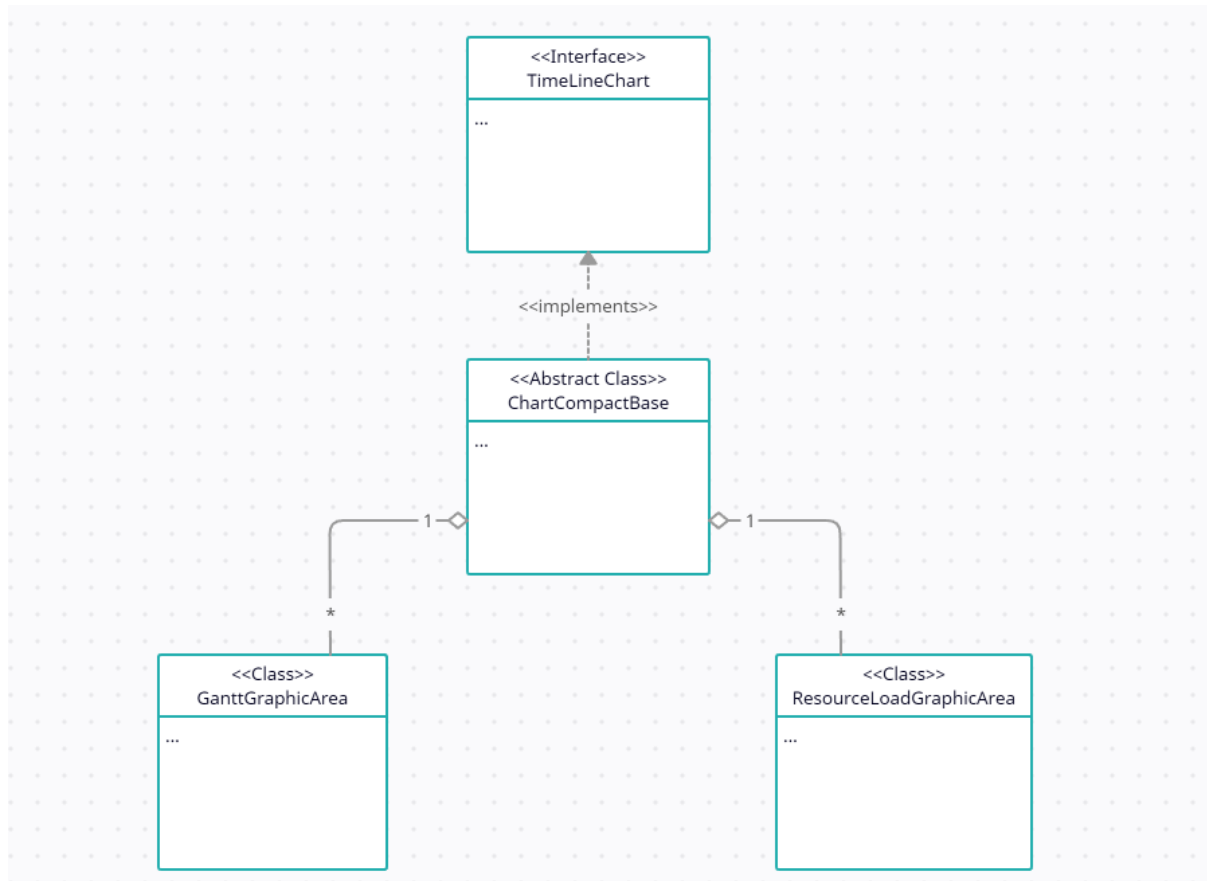 <<Interface>>
TimeLineChart
...
<<implements>>
<<Abstract Class>>
ChartCompactBase
...
1
1
*
*
<<Class>>
GanttGraphicArea
...
<<Class>>
ResourceLoadGraphicArea
...